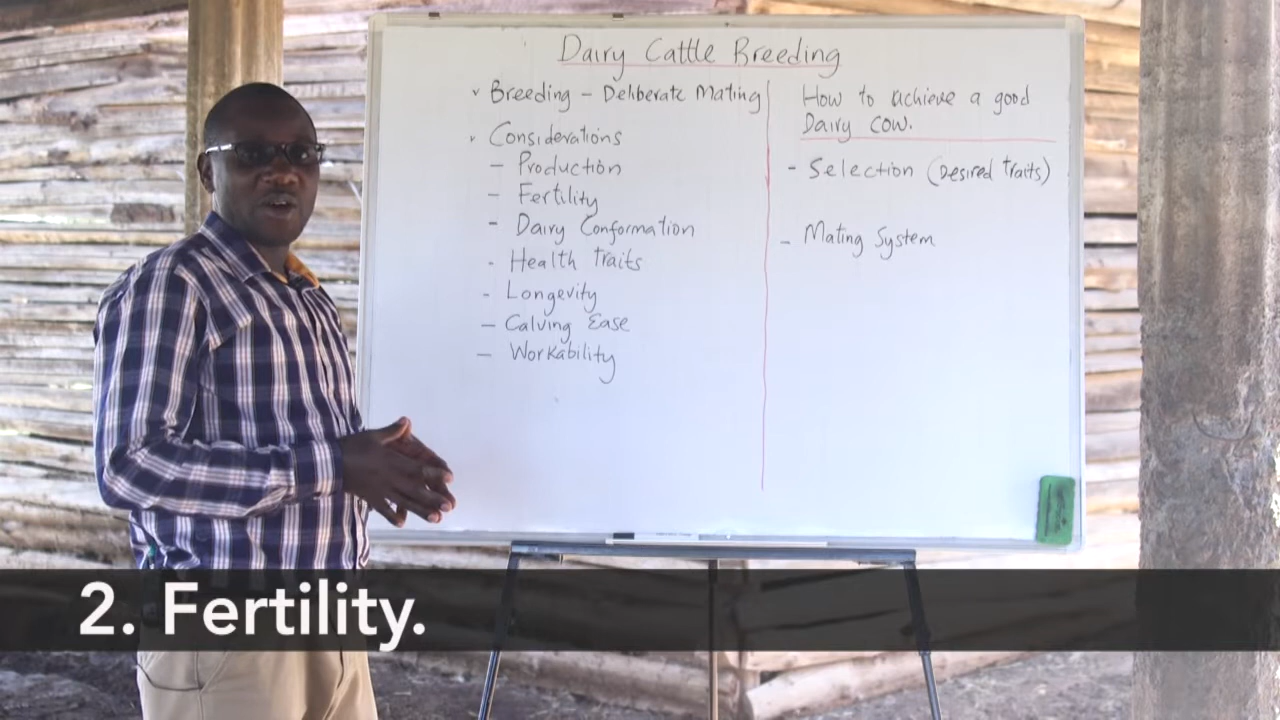 Dairy Cattle Breeding
v Breeding - Deliberate Mating
v Considerations
- Production
- Fertility
- Dairy Conformation
- Health Traits
- Longevity
- Calving Ease
- Workability
How to achieve a good
Dairy cow.
- Selection (Desired traits)
- Mating System
2. Fertility.